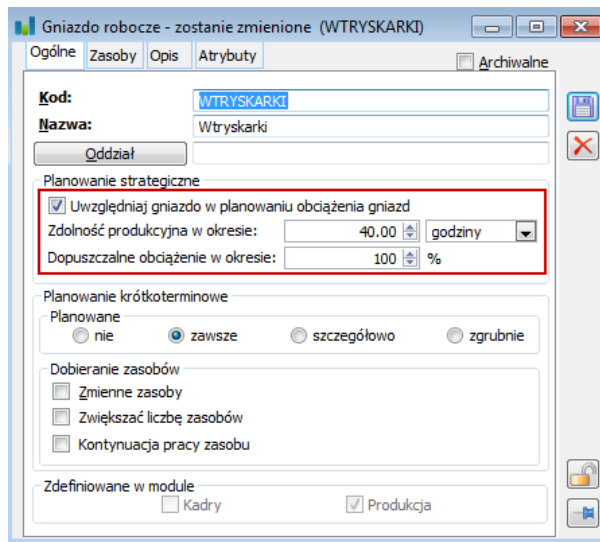 Gniazdo robocze - zostanie zmienione (WTRYSKARKI)
Ogólne Zasoby Opis Atrybuty Archiwalne
Kod: WTRYSKARKI
Nazwa: Wtryskarki
Oddział
Planowanie strategiczne
Uwzględniaj gniazdo w planowaniu obciążenia gniazd
Zdolność produkcyjna w okresie: 40.00 godziny
Dopuszczalne obciążenie w okresie: 100 %
Planowanie krótkoterminowe
Planowane
nie zawsze szczegółowo zgrubnie
Dobieranie zasobów
Zmienne zasoby
Zwiększać liczbę zasobów
Kontynuacja pracy zasobu
Zdefiniowane w module
Kadry Produkcja